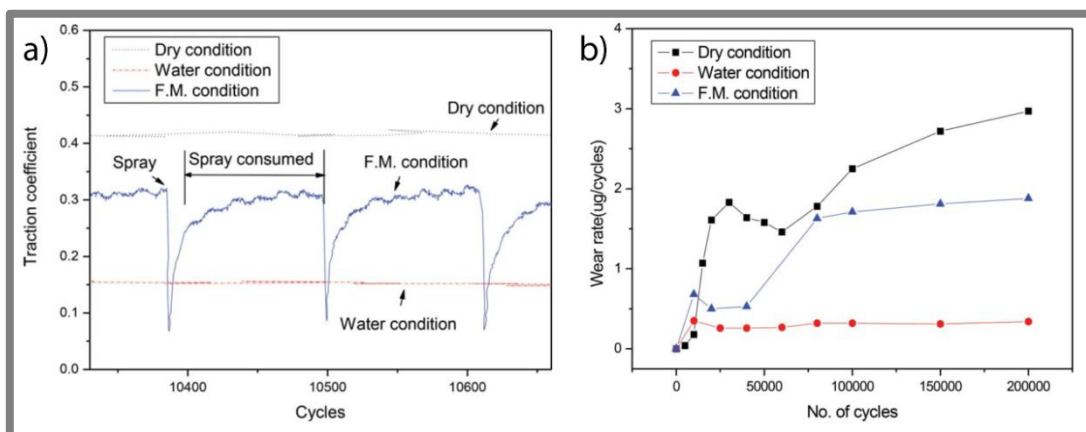 a)
Dry condition
Water condition
F.M. condition
Dry condition
Spray
Spray consumed
F.M. condition
Water condition
0.6
0.5
0.4
0.3
0.2
0.1
0.0
Traction coefficient
10400 10500 10600
Cycles
b)
Dry condition
Water condition
F.M. condition
4
3
2
1
0
Wear rate(ug/cycles)
0 50000 100000 150000 200000
No. of cycles